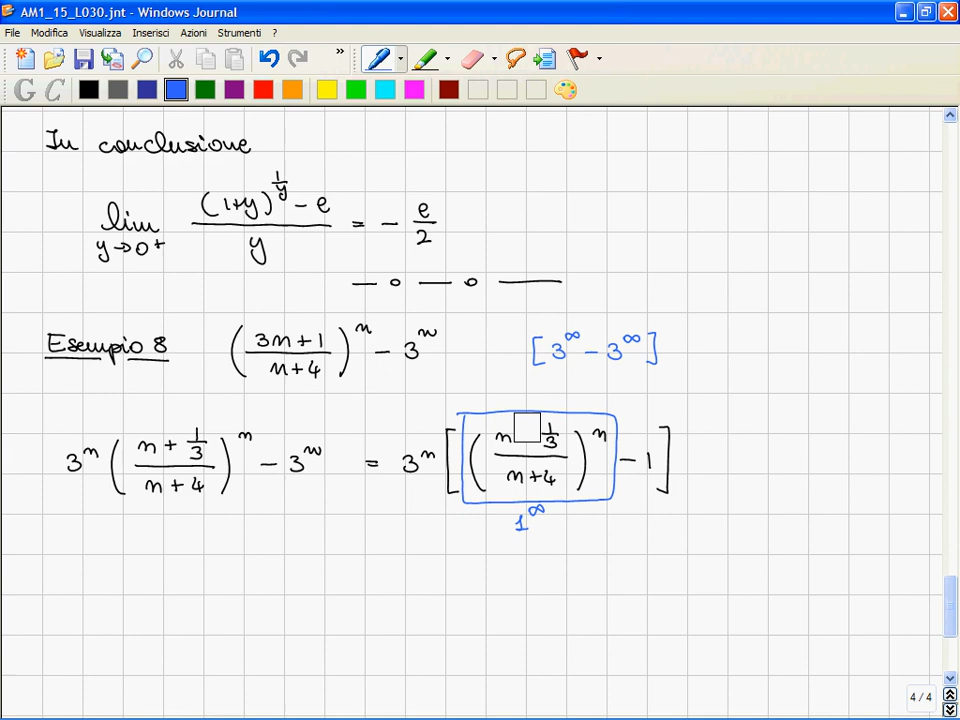 AM1_15_L030.jnt - Windows Journal
File Modifica Visualizza Inserisci Azioni Strumenti ?
In conclusione
lim y→0+ ((1+y)^(1/y) - e)/y = - e/2
Esempio 8 ((3n+1)/(n+4))^n - 3^n [3^∞ - 3^∞]
3^n ((n + 1/3)/(n+4))^n - 3^n = 3^n [((n 1/3)/(n+4))^n - 1]
1^∞
4 / 4